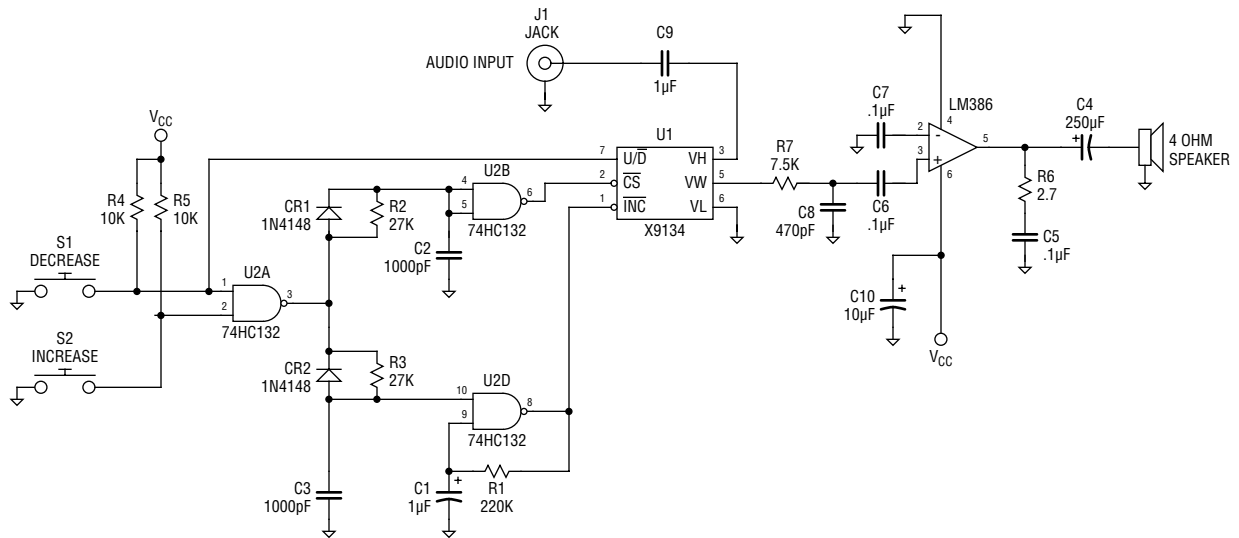 J1
JACK
AUDIO INPUT
C9
1µF
VCC
R4
10K
R5
10K
S1
DECREASE
S2
INCREASE
U2A
1
2
3
74HC132
CR1
1N4148
R2
27K
C2
1000pF
U2B
4
5
6
74HC132
CR2
1N4148
R3
27K
C3
1000pF
U2D
10
9
8
74HC132
C1
+
1µF
R1
220K
U1
7
U/D
VH
3
2
CS
VW
5
1
INC
VL
6
X9134
R7
7.5K
C8
470pF
C7
.1µF
C6
.1µF
LM386
4
2
-
3
+
5
6
C10
+
10µF
VCC
C4
250µF
+
R6
2.7
C5
.1µF
4 OHM
SPEAKER